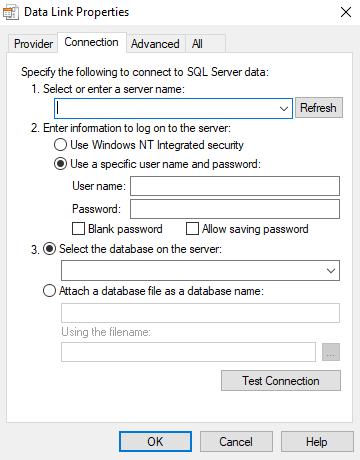 Data Link Properties
Provider Connection Advanced All
Specify the following to connect to SQL Server data:
1. Select or enter a server name:
Refresh
2. Enter information to log on to the server:
Use Windows NT Integrated security
Use a specific user name and password:
User name:
Password:
Blank password Allow saving password
3. Select the database on the server:
Attach a database file as a database name:
Using the filename:
...
Test Connection
OK Cancel Help